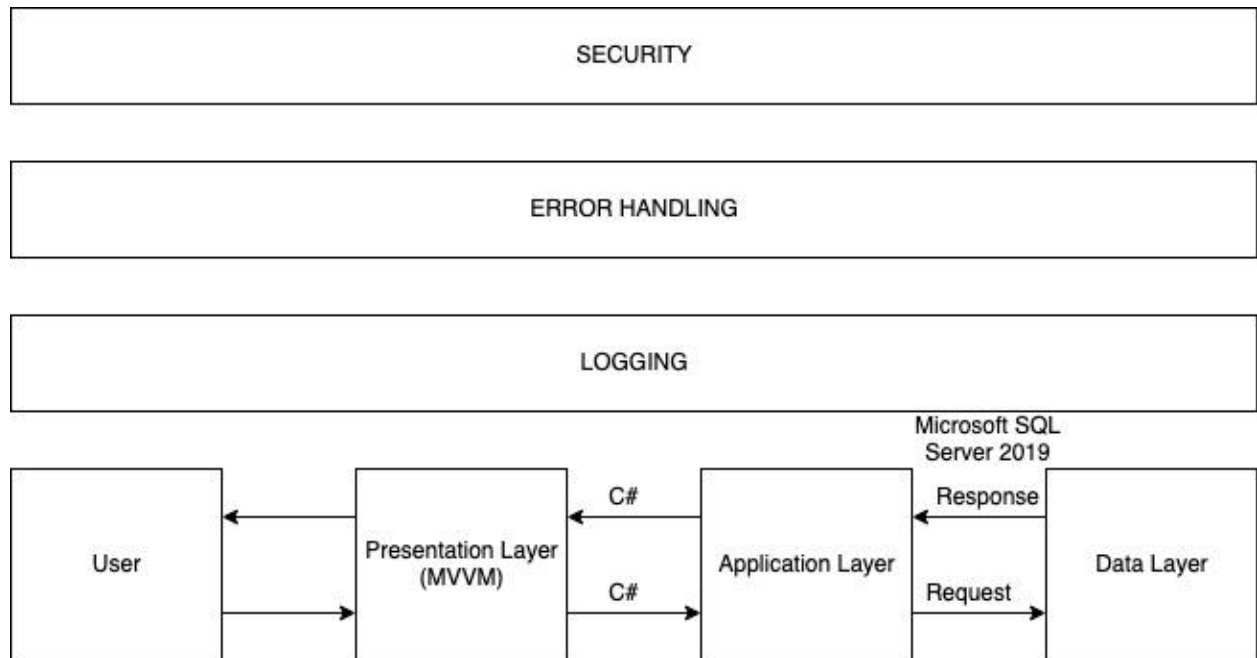 SECURITY
ERROR HANDLING
LOGGING
Microsoft SQL
Server 2019
C#
Response
User
Presentation Layer
(MVVM)
Application Layer
Data Layer
C#
Request